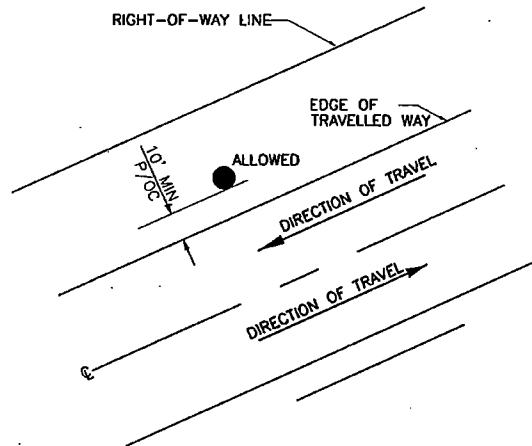 RIGHT-OF-WAY LINE
EDGE OF
TRAVELLED WAY
10' MIN
P/OC
ALLOWED
DIRECTION OF TRAVEL
DIRECTION OF TRAVEL
℄